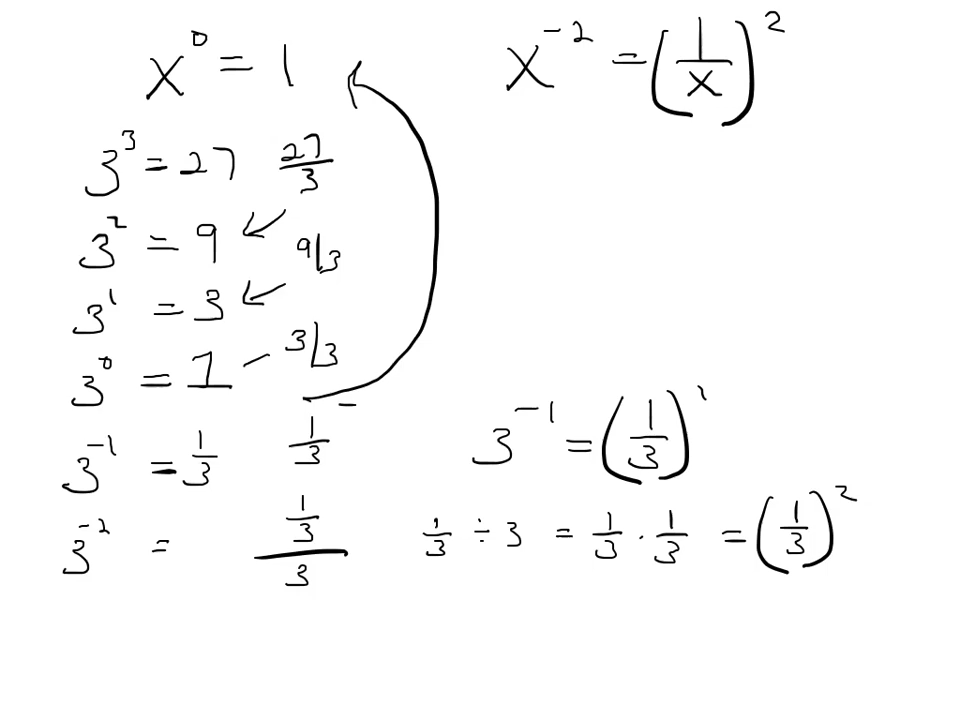 x^0 = 1    x^-2 = (1/x)^2
3^3 = 27    27/3
3^2 = 9    9/3
3^1 = 3
3^0 = 1 – 3/3
3^-1 = 1/3    1/3    3^-1 = (1/3)^1
3^-2 =    (1/3)/3    1/3 ÷ 3 = 1/3 · 1/3 = (1/3)^2